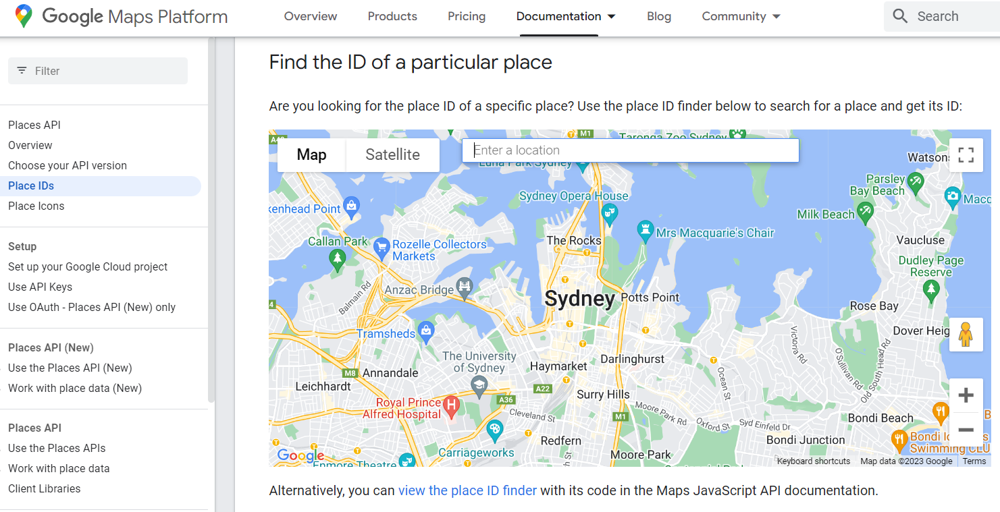 Google Maps Platform
Overview
Products
Pricing
Documentation
Blog
Community
Search
Filter
Places API
Overview
Choose your API version
Place IDs
Place Icons
Setup
Set up your Google Cloud project
Use API Keys
Use OAuth - Places API (New) only
Places API (New)
Use the Places API (New)
Work with place data (New)
Places API
Use the Places APIs
Work with place data
Client Libraries
Find the ID of a particular place
Are you looking for the place ID of a specific place? Use the place ID finder below to search for a place and get its ID:
Map
Satellite
Enter a location
M1
Taronga Zoo Sydney
Luna Park Sydney
Watsons
Parsley
Bay Beach
Sydney Opera House
kenhead Point
Milk Beach
Mrs Macquarie's Chair
The Rocks
Vaucluse
Callan Park
Rozelle Collectors
Markets
Dudley Page
Reserve
Anzac Bridge
Balmain Rd
Sydney
Potts Point
4
Rose Bay
Tramsheds
Dover Heig
Victoria Rd
O'Sullivan Rd
Old South Head Rd
The University
of Sydney
Darlinghurst
Haymarket
M8
Annandale
Ocean St
Leichhardt
A22
Surry Hills
A36
Royal Prince
Alfred Hospital
H
Cleveland St
M1
Moore Park Rd
Oxford St
Syd Einfeld Dr
Bondi Beach
Redfern
Bondi Junction
Carriageworks
Moore Park
Enmore Theatre
Google
Keyboard shortcuts
Map data ©2023 Google
Terms
Alternatively, you can view the place ID finder with its code in the Maps JavaScript API documentation.